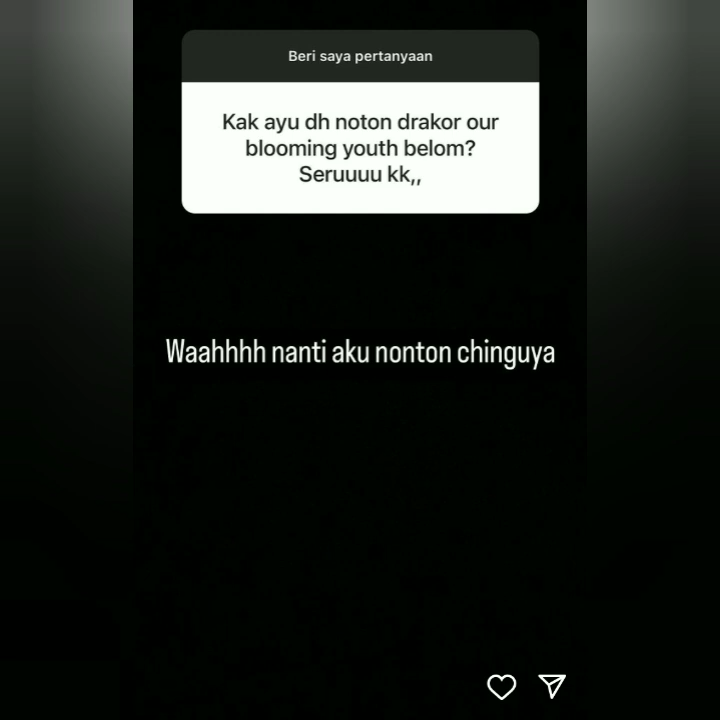 Beri saya pertanyaan
Kak ayu dh noton drakor our
blooming youth belom?
Seruuuu kk,,
Waahhhh nanti aku nonton chinguya